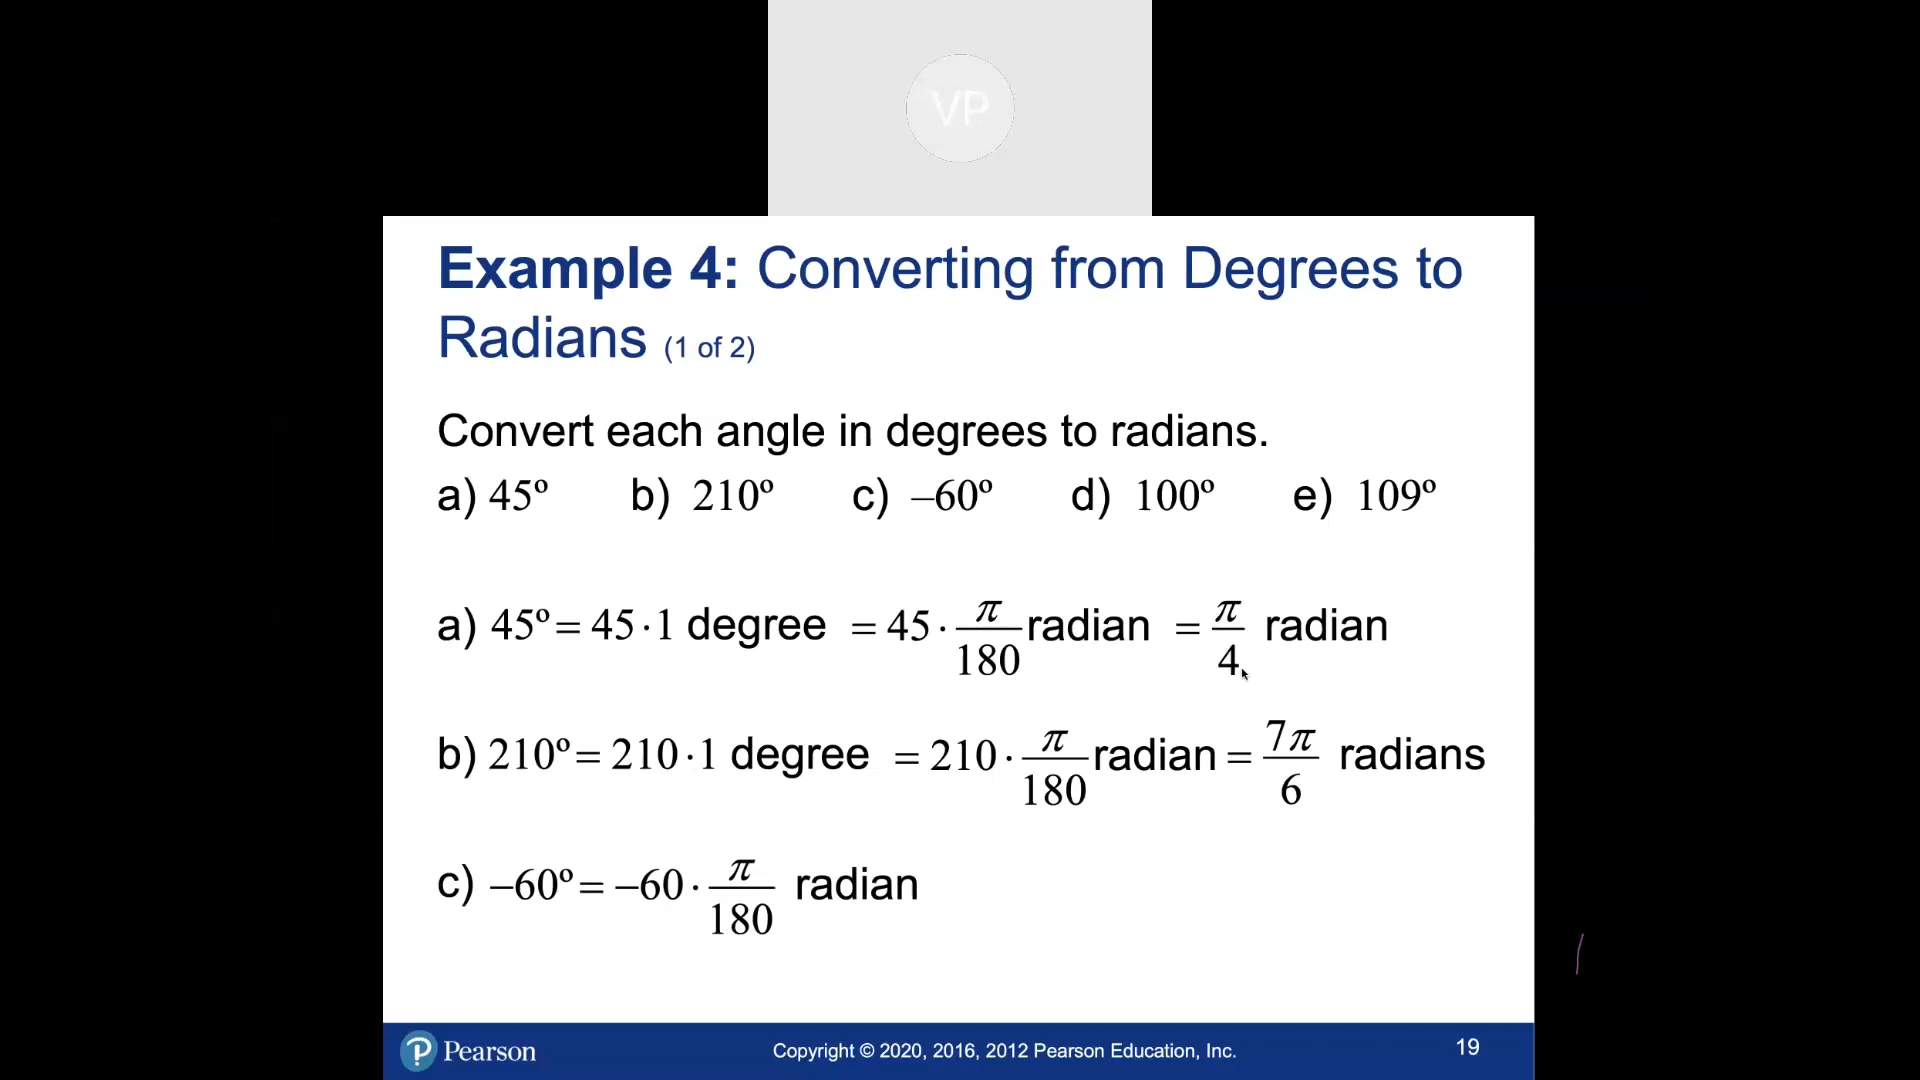 VP
Example 4: Converting from Degrees to
Radians (1 of 2)
Convert each angle in degrees to radians.
a) 45º b) 210º c) –60º d) 100º e) 109º
a) 45º = 45 · 1 degree = 45 · π/180 radian = π/4 radian
b) 210º = 210 · 1 degree = 210 · π/180 radian = 7π/6 radians
c) –60º = –60 · π/180 radian
Pearson Copyright © 2020, 2016, 2012 Pearson Education, Inc. 19